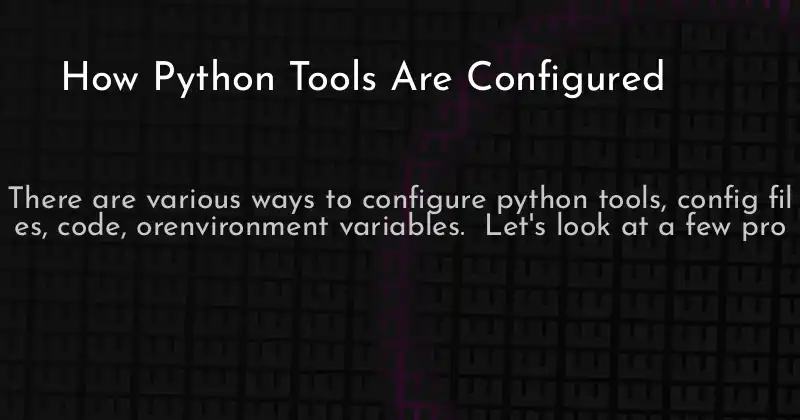 How Python Tools Are Configured
There are various ways to configure python tools, config fil
es, code, orenvironment variables.  Let's look at a few pro